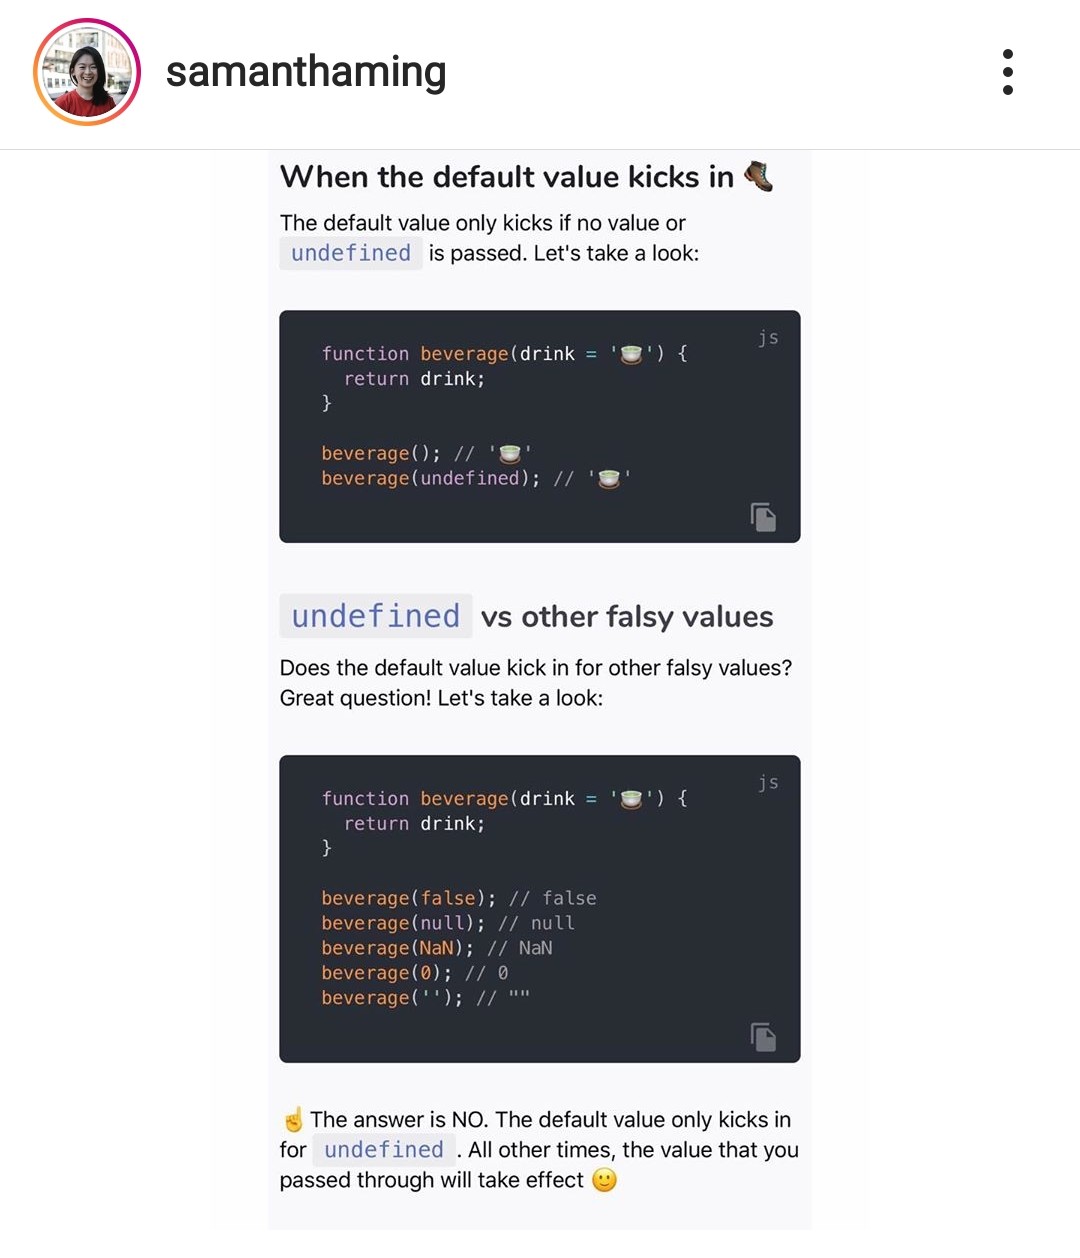 samanthaming
When the default value kicks in 🥾
The default value only kicks if no value or
undefined is passed. Let's take a look:
js
function beverage(drink = '🍵') {
  return drink;
}
beverage(); // '🍵'
beverage(undefined); // '🍵'
undefined vs other falsy values
Does the default value kick in for other falsy values?
Great question! Let's take a look:
js
function beverage(drink = '🍵') {
  return drink;
}
beverage(false); // false
beverage(null); // null
beverage(NaN); // NaN
beverage(0); // 0
beverage(''); // ""
☝️ The answer is NO. The default value only kicks in
for undefined . All other times, the value that you
passed through will take effect 🙂